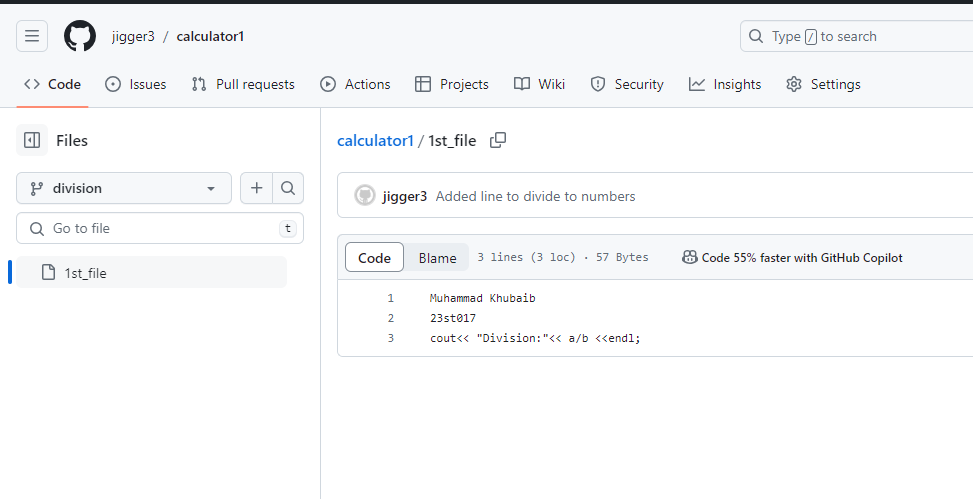 jigger3 / calculator1
Type / to search
Code Issues Pull requests Actions Projects Wiki Security Insights Settings
Files
division
Go to file t
1st_file
calculator1 / 1st_file
jigger3 Added line to divide to numbers
Code Blame 3 lines (3 loc) · 57 Bytes Code 55% faster with GitHub Copilot
1 Muhammad Khubaib
2 23st017
3 cout<< "Division:"<< a/b <<endl;